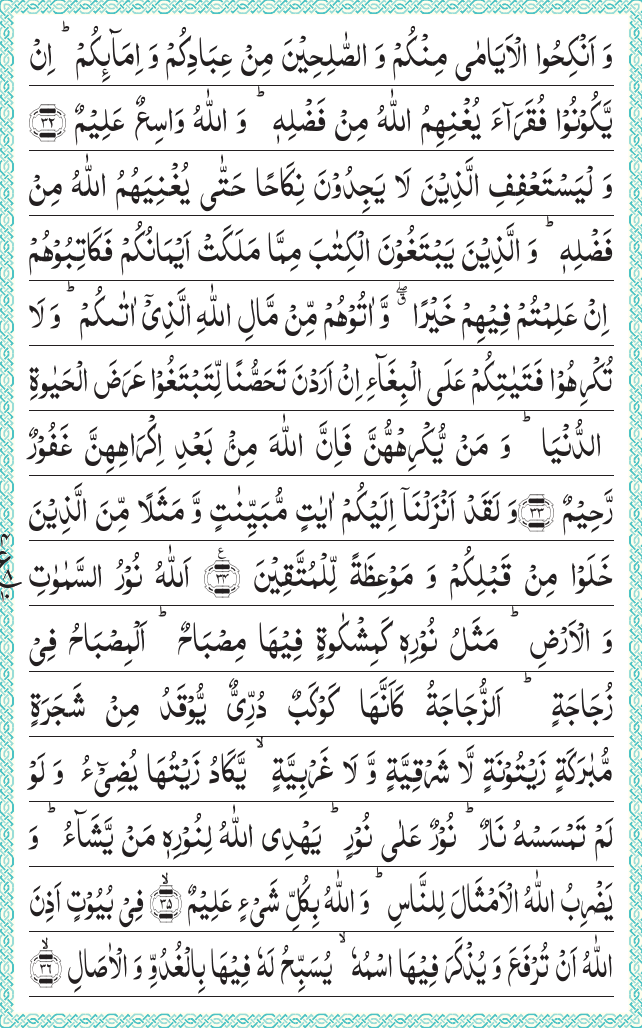 وَ اَنْكِحُوا الْاَيَامٰى مِنْكُمْ وَ الصّٰلِحِيْنَ مِنْ عِبَادِكُمْ وَ اِمَآىِٕكُمْ ؕ اِنْ
يَّكُوْنُوْا فُقَرَآءَ يُغْنِهِمُ اللّٰهُ مِنْ فَضْلِهٖ ؕ وَ اللّٰهُ وَاسِعٌ عَلِيْمٌ ﴿۳۲﴾
وَ لْيَسْتَعْفِفِ الَّذِيْنَ لَا يَجِدُوْنَ نِكَاحًا حَتّٰى يُغْنِيَهُمُ اللّٰهُ مِنْ
فَضْلِهٖ ؕ وَ الَّذِيْنَ يَبْتَغُوْنَ الْكِتٰبَ مِمَّا مَلَكَتْ اَيْمَانُكُمْ فَكَاتِبُوْهُمْ
اِنْ عَلِمْتُمْ فِيْهِمْ خَيْرًا ۖۗ وَّ اٰتُوْهُمْ مِّنْ مَّالِ اللّٰهِ الَّذِيْۤ اٰتٰىكُمْ ؕ وَ لَا
تُكْرِهُوْا فَتَيٰتِكُمْ عَلَى الْبِغَآءِ اِنْ اَرَدْنَ تَحَصُّنًا لِّتَبْتَغُوْا عَرَضَ الْحَيٰوةِ
الدُّنْيَا ؕ وَ مَنْ يُّكْرِهْهُّنَّ فَاِنَّ اللّٰهَ مِنْۢ بَعْدِ اِكْرَاهِهِنَّ غَفُوْرٌ
رَّحِيْمٌ ﴿۳۳﴾ وَ لَقَدْ اَنْزَلْنَاۤ اِلَيْكُمْ اٰيٰتٍ مُّبَيِّنٰتٍ وَّ مَثَلًا مِّنَ الَّذِيْنَ
خَلَوْا مِنْ قَبْلِكُمْ وَ مَوْعِظَةً لِّلْمُتَّقِيْنَ ﴿۳۴﴾ اَللّٰهُ نُوْرُ السَّمٰوٰتِ
وَ الْاَرْضِ ؕ مَثَلُ نُوْرِهٖ كَمِشْكٰوةٍ فِيْهَا مِصْبَاحٌ ؕ اَلْمِصْبَاحُ فِيْ
زُجَاجَةٍ ؕ اَلزُّجَاجَةُ كَاَنَّهَا كَوْكَبٌ دُرِّيٌّ يُّوْقَدُ مِنْ شَجَرَةٍ
مُّبٰرَكَةٍ زَيْتُوْنَةٍ لَّا شَرْقِيَّةٍ وَّ لَا غَرْبِيَّةٍ ۙ يَّكَادُ زَيْتُهَا يُضِيْٓءُ وَ لَوْ
لَمْ تَمْسَسْهُ نَارٌ ؕ نُوْرٌ عَلٰى نُوْرٍ ؕ يَهْدِى اللّٰهُ لِنُوْرِهٖ مَنْ يَّشَآءُ ؕ وَ
يَضْرِبُ اللّٰهُ الْاَمْثَالَ لِلنَّاسِ ؕ وَ اللّٰهُ بِكُلِّ شَيْءٍ عَلِيْمٌ ﴿۳۵﴾ۙ فِيْ بُيُوْتٍ اَذِنَ
اللّٰهُ اَنْ تُرْفَعَ وَ يُذْكَرَ فِيْهَا اسْمُهٗ ۙ يُسَبِّحُ لَهٗ فِيْهَا بِالْغُدُوِّ وَ الْاٰصَالِ ﴿۳۶﴾ۙ